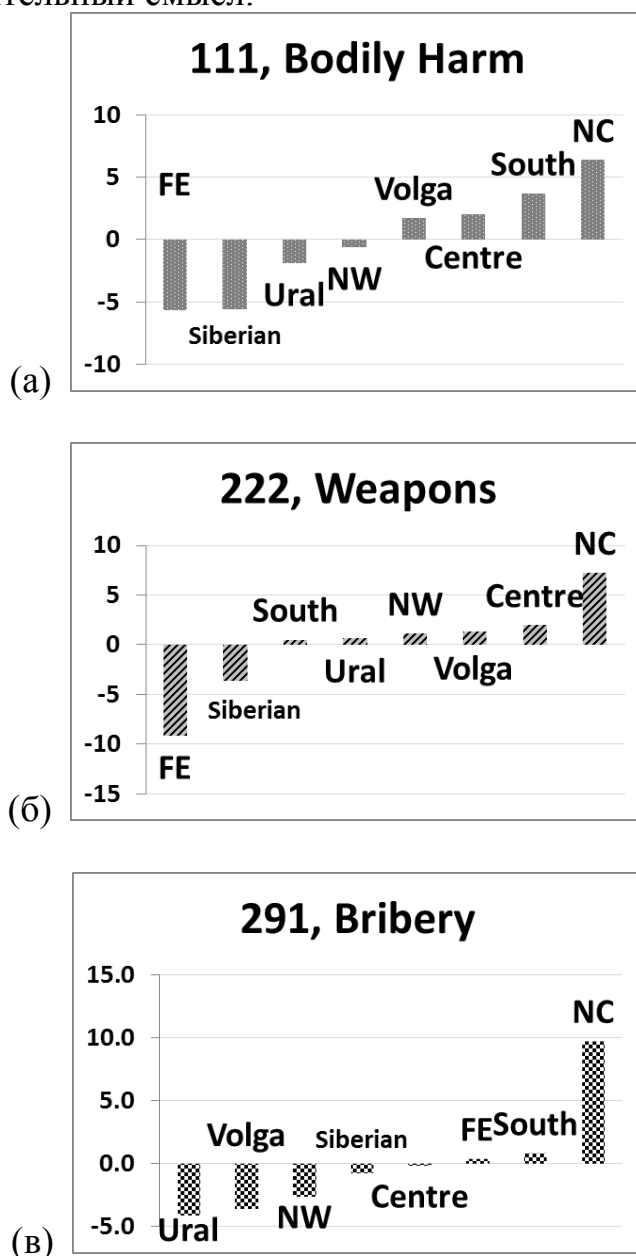 тельный смысл.
111, Bodily Harm
10
NC
South
5
FE
Volga
0
Centre
NW
Ural
-5
Siberian
-10
(а)
222, Weapons
10
NC
5
Centre
NW
South
0
Ural
Volga
-5
Siberian
-10
FE
-15
(б)
291, Bribery
15.0
NC
10.0
5.0
FE South
Volga
Siberian
0.0
Centre
NW
-5.0
Ural
(в)